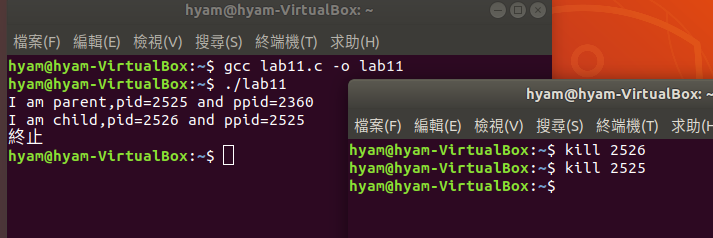 hyam@hyam-VirtualBox: ~
檔案(F) 編輯(E) 檢視(V) 搜尋(S) 終端機(T) 求助(H)
hyam@hyam-VirtualBox:~$ gcc lab11.c -o lab11
hyam@hyam-VirtualBox:~$ ./lab11
I am parent,pid=2525 and ppid=2360
I am child,pid=2526 and ppid=2525
終止
hyam@hyam-VirtualBox:~$
hyam@hyam-VirtualBox: ~
檔案(F) 編輯(E) 檢視(V) 搜尋(S) 終端機(T) 求助(H
hyam@hyam-VirtualBox:~$ kill 2526
hyam@hyam-VirtualBox:~$ kill 2525
hyam@hyam-VirtualBox:~$